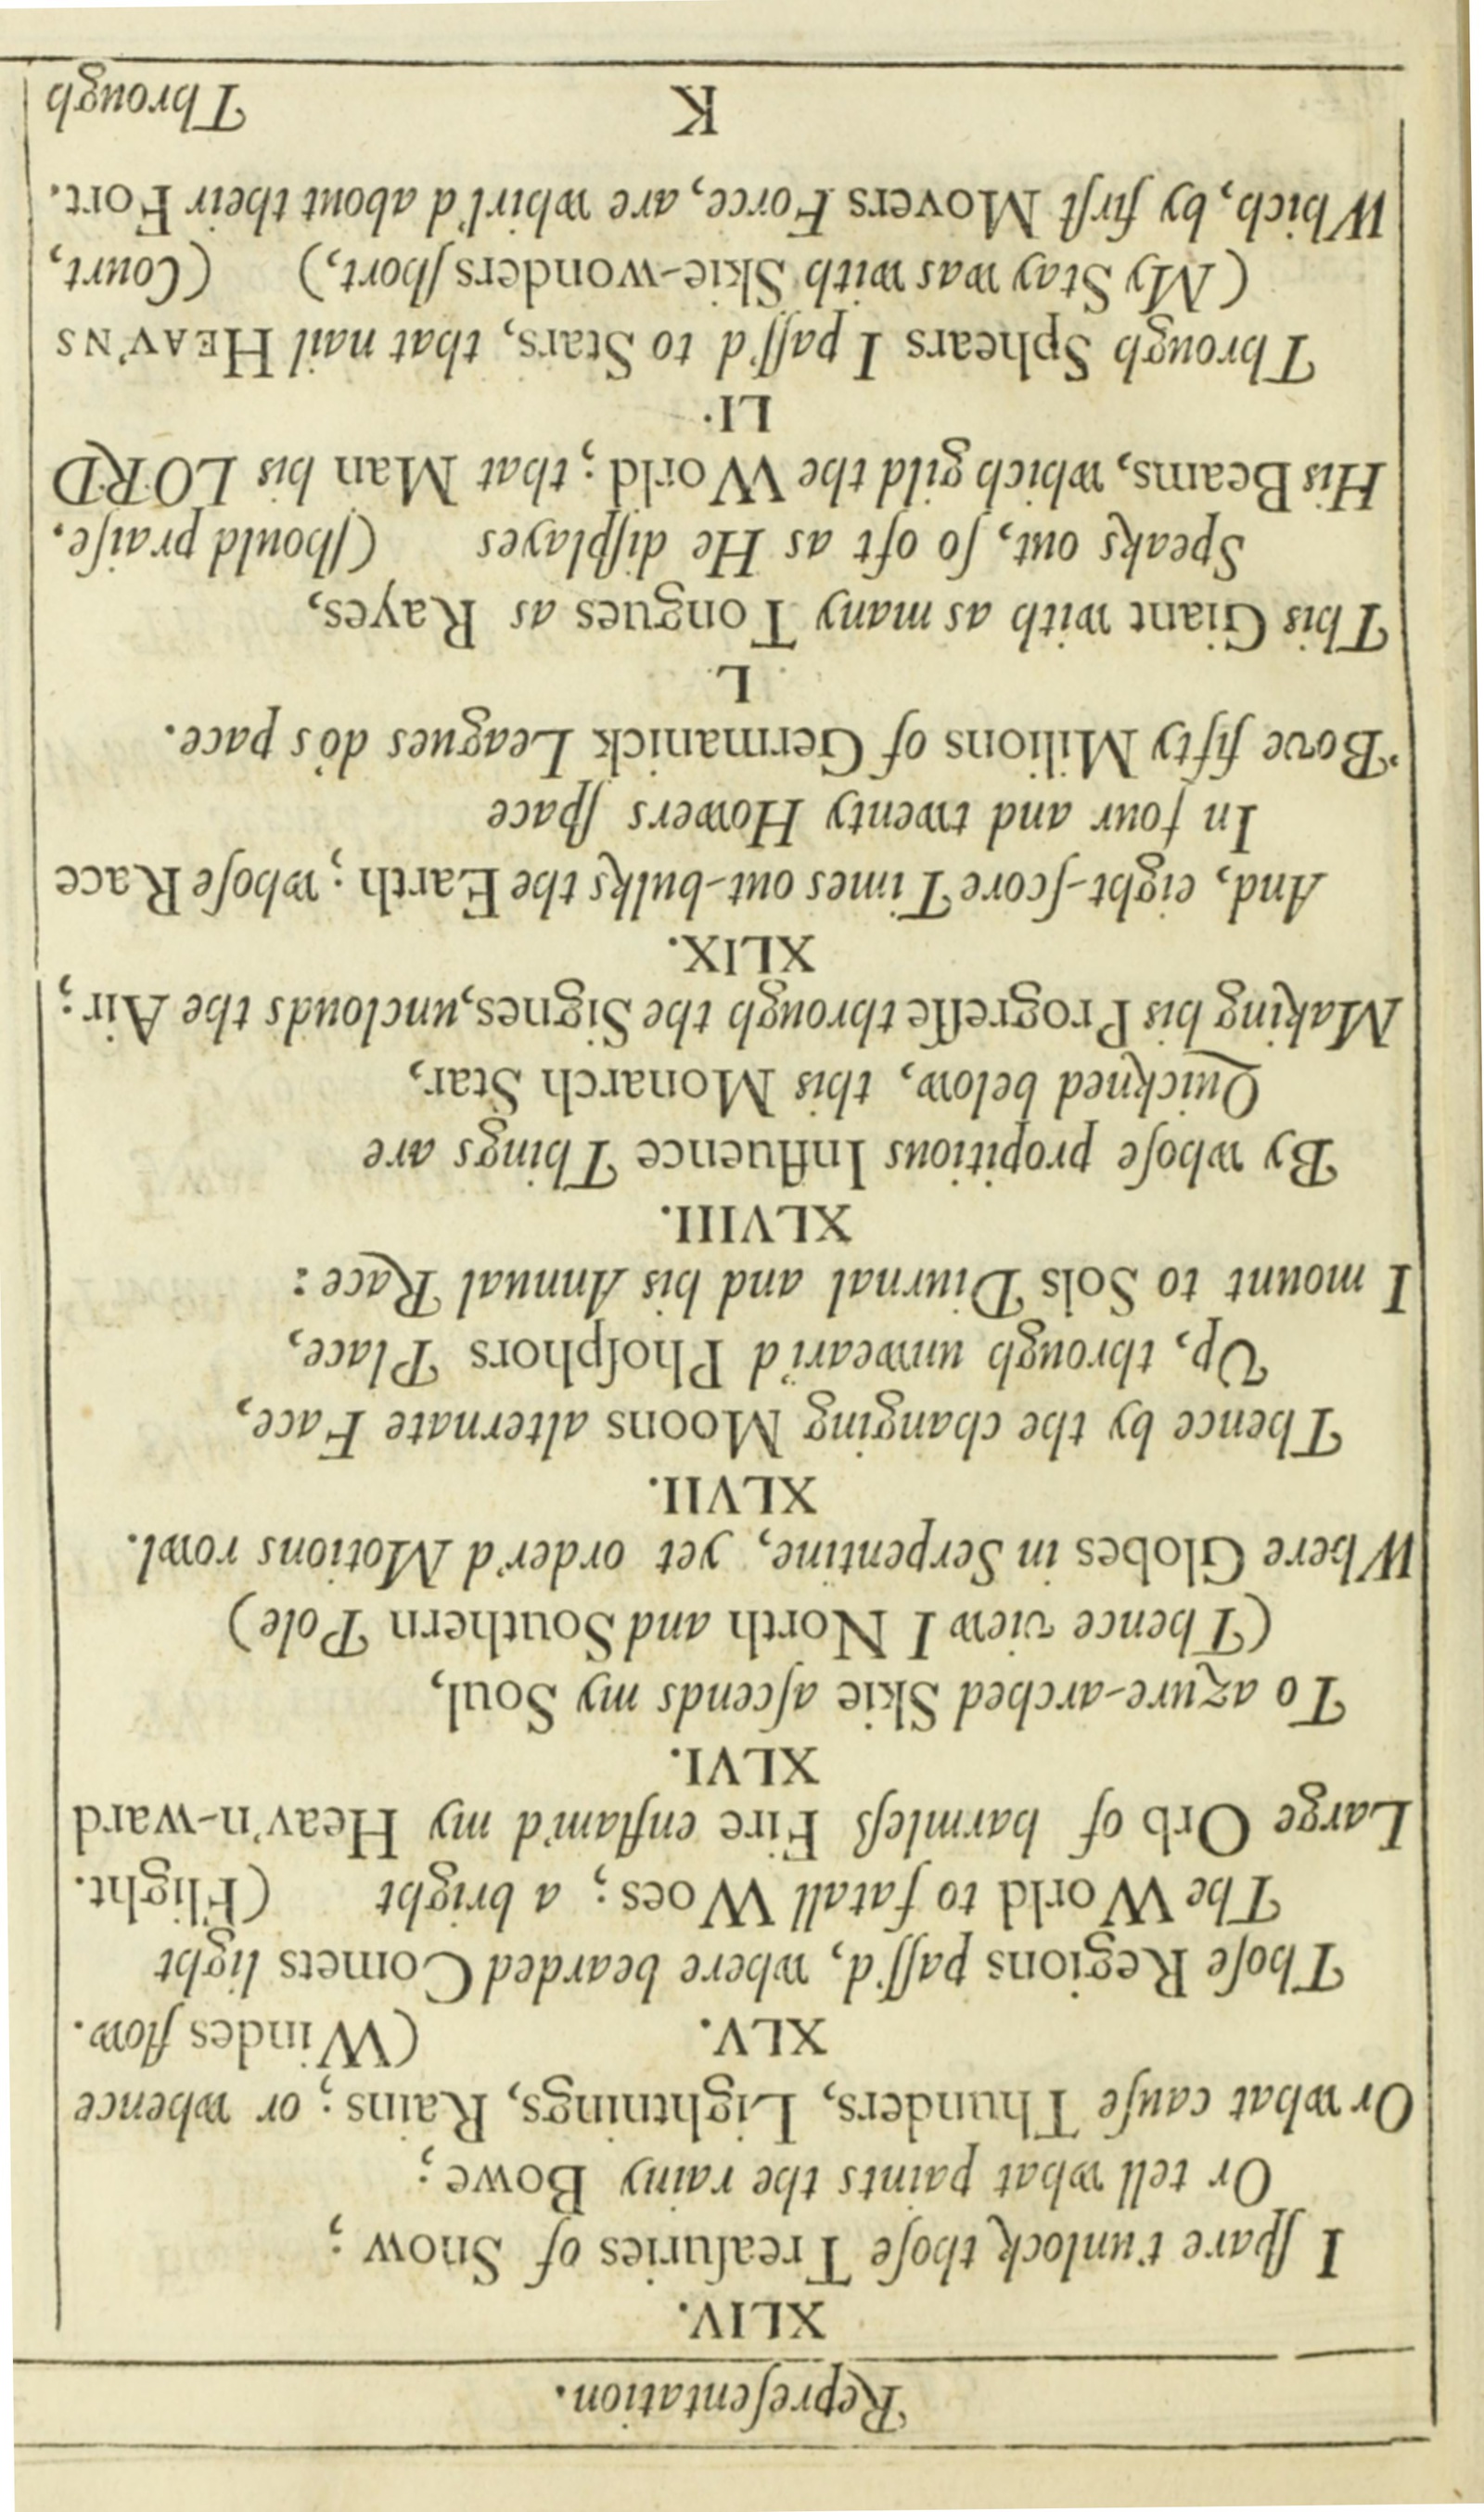 Repreſentation.
XLIV.
I ſpare t'unlock thoſe Treaſuries of Snow ;
Or tell what paints the rainy Bowe ;
Or what cauſe Thunders, Lightnings, Rains ; or whence
XLV. (Windes flow.
Thoſe Regions paſſ'd, where bearded Comets light
The World to fatall Woes ; a bright (Flight.
Large Orb of harmleſs Fire enflam'd my Heav'n-ward
XLVI.
To azure-arched Skie aſcends my Soul,
(Thence view I North and Southern Pole)
Where Globes in Serpentine, yet order'd Motions rowl.
XLVII.
Thence by the changing Moons alternate Face,
Up, through unweari'd Phoſphors Place,
I mount to Sols Diurnal and his Annual Race :
XLVIII.
By whoſe propitious Influence Things are
Quickned below, this Monarch Star,
Making his Progreſſe through the Signes, unclouds the Air ;
XLIX.
And, eight-ſcore Times out-bulks the Earth ; whoſe Race
In four and twenty Howers ſpace
'Bove fifty Milions of Germanick Leagues do's pace.
L.
This Giant with as many Tongues as Rayes,
Speaks out, ſo oft as He diſplayes (ſhould praiſe.
His Beams, which gild the World ; that Man his LORD
LI.
Through Sphears I paſſ'd to Stars, that nail HEAV'NS
(My Stay was with Skie-wonders ſhort,) (Court,
Which, by firſt Movers Force, are whirl'd about their Fort.
K Through